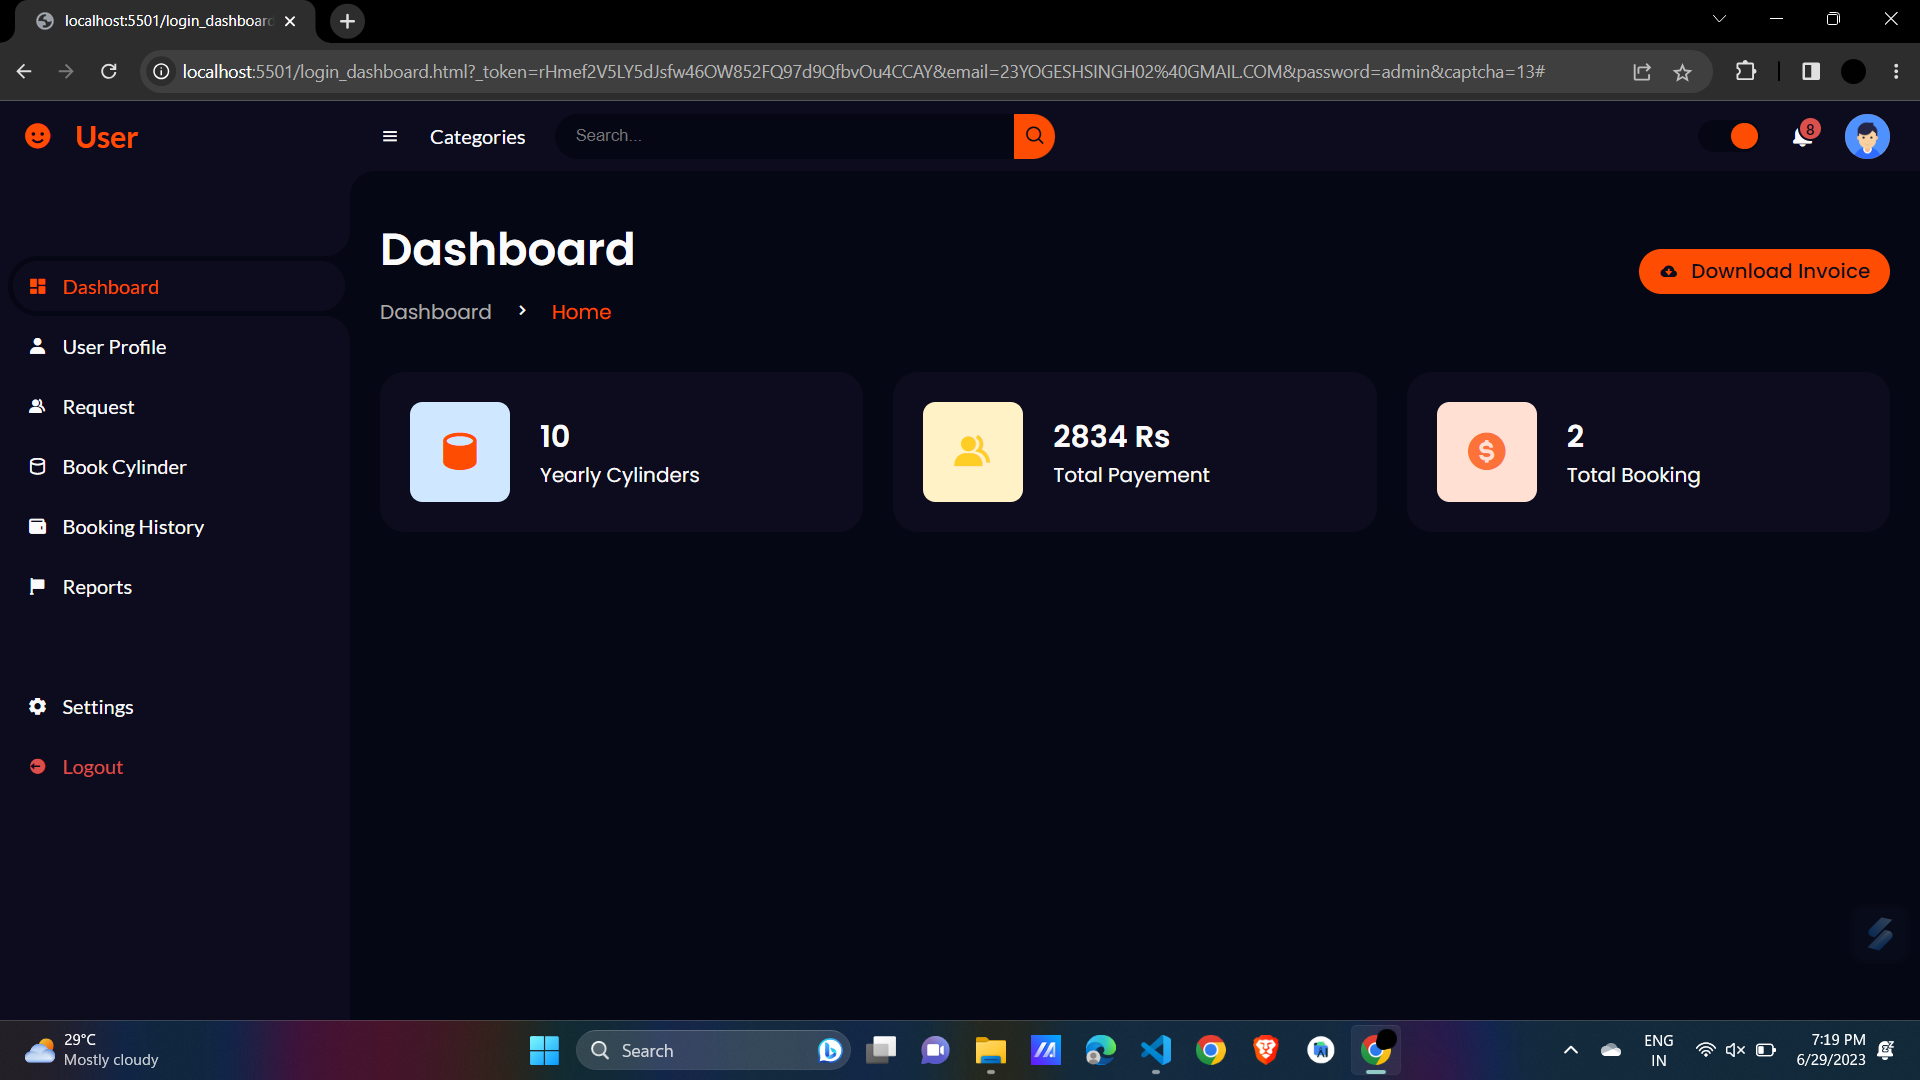 localhost:5501/login_dashboard
localhost:5501/login_dashboard.html?_token=rHmef2V5LY5dJsfw46OW852FQ97d9QfbvOu4CCAY&email=23YOGESHSINGH02%40GMAIL.COM&password=admin&captcha=13#
User
Categories
Search...
8
Dashboard
User Profile
Request
Book Cylinder
Booking History
Reports
Settings
Logout
Dashboard
Dashboard > Home
Download Invoice
10
Yearly Cylinders
2834 Rs
Total Payement
$
2
Total Booking
29°C
Mostly cloudy
Search
ENG
IN
7:19 PM
6/29/2023